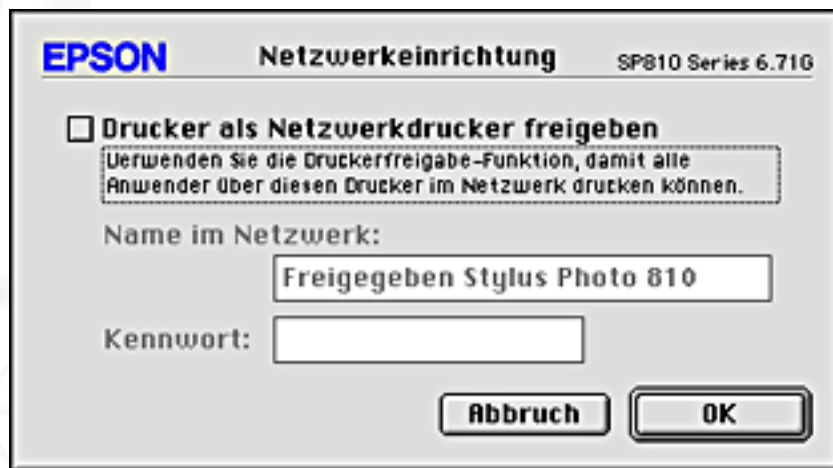 EPSON Netzwerkeinrichtung SP810 Series 6.71G
Drucker als Netzwerkdrucker freigeben
Verwenden Sie die Druckerfreigabe-Funktion, damit alle
Anwender über diesen Drucker im Netzwerk drucken können.
Name im Netzwerk:
Freigegeben Stylus Photo 810
Kennwort:
Abbruch OK